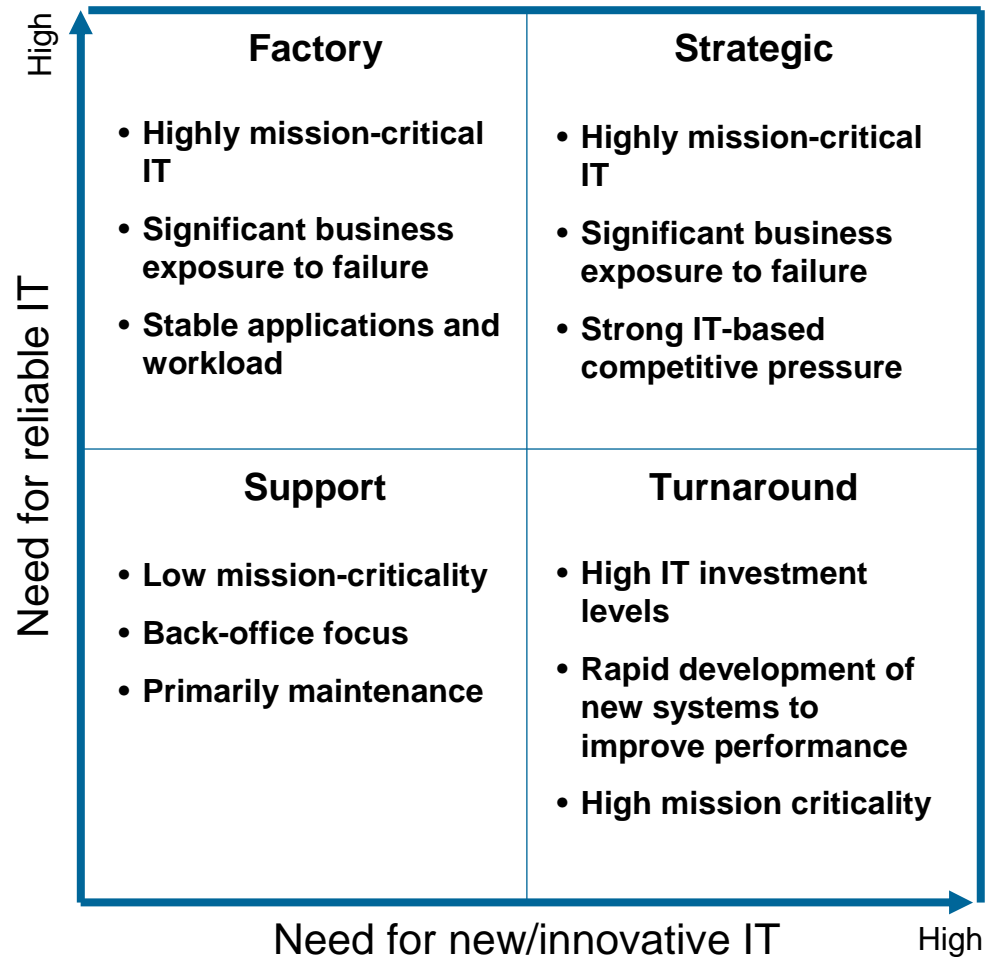 High
Need for reliable IT
Factory
• Highly mission-critical
IT
• Significant business
exposure to failure
• Stable applications and
workload
Strategic
• Highly mission-critical
IT
• Significant business
exposure to failure
• Strong IT-based
competitive pressure
Support
• Low mission-criticality
• Back-office focus
• Primarily maintenance
Turnaround
• High IT investment
levels
• Rapid development of
new systems to
improve performance
• High mission criticality
Need for new/innovative IT
High